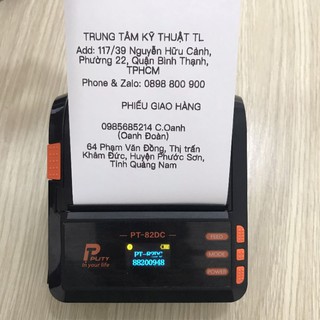 TRUNG TÂM KỸ THUẬT TL
Add: 117/39 Nguyễn Hữu Cảnh,
Phường 22, Quận Bình Thạnh,
TPHCM
Phone & Zalo: 0898 800 900
PHIẾU GIAO HÀNG
0985685214 C.Oanh
(Oanh Đoàn)
64 Phạm Văn Đồng, Thị trấn
Khâm Đức, Huyện Phước Sơn,
Tỉnh Quảng Nam
PT-82DC
PUTY
in your life
PT-82DC
88200948
FEED
MODE
POWER